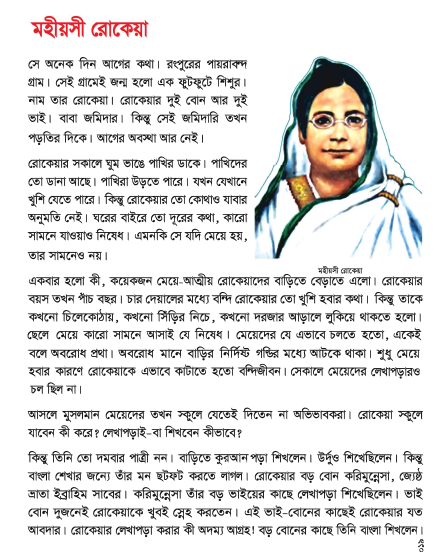 মহীয়সী রোকেয়া
সে অনেক দিন আগের কথা। রংপুরের পায়রাবন্দ
গ্রাম। সেই গ্রামেই জন্ম হলো এক ফুটফুটে শিশুর।
নাম তার রোকেয়া। রোকেয়ার দুই বোন আর দুই
ভাই। বাবা জমিদার। কিন্তু সেই জমিদারি তখন
পড়তির দিকে। আগের অবস্থা আর নেই।
রোকেয়ার সকালে ঘুম ভাঙে পাখির ডাকে। পাখিদের
তো ডানা আছে। পাখিরা উড়তে পারে। যখন যেখানে
খুশি যেতে পারে। কিন্তু রোকেয়ার তো কোথাও যাবার
অনুমতি নেই। ঘরের বাইরে তো দূরের কথা, কারো
সামনে যাওয়াও নিষেধ। এমনকি সে যদি মেয়ে হয়,
তার সামনেও নয়।
মহীয়সী রোকেয়া
একবার হলো কী, কয়েকজন মেয়ে-আত্মীয় রোকেয়াদের বাড়িতে বেড়াতে এলো। রোকেয়ার
বয়স তখন পাঁচ বছর। চার দেয়ালের মধ্যে বন্দি রোকেয়ার তো খুশি হবার কথা। কিন্তু তাকে
কখনো চিলেকোঠায়, কখনো সিঁড়ির নিচে, কখনো দরজার আড়ালে লুকিয়ে থাকতে হলো।
ছেলে মেয়ে কারো সামনে আসাই যে নিষেধ। মেয়েদের যে এভাবে চলতে হতো, একেই
বলে অবরোধ প্রথা। অবরোধ মানে বাড়ির নির্দিষ্ট গন্ডির মধ্যে আটকে থাকা। শুধু মেয়ে
হবার কারণে রোকেয়াকে এভাবে কাটাতে হতো বন্দিজীবন। সেকালে মেয়েদের লেখাপড়ারও
চল ছিল না।
আসলে মুসলমান মেয়েদের তখন স্কুলে যেতেই দিতেন না অভিভাবকরা। রোকেয়া স্কুলে
যাবেন কী করে? লেখাপড়াই-বা শিখবেন কীভাবে?
কিন্তু তিনি তো দমবার পাত্রী নন। বাড়িতে কুরআন পড়া শিখলেন। উর্দুও শিখেছিলেন। কিন্তু
বাংলা শেখার জন্যে তাঁর মন ছটফট করতে লাগল। রোকেয়ার বড় বোন করিমুন্নেসা, জ্যেষ্ঠ
ভ্রাতা ইব্রাহিম সাবের। করিমুন্নেসা তাঁর বড় ভাইয়ের কাছে লেখাপড়া শিখেছিলেন। ভাই
বোন দুজনেই রোকেয়াকে খুবই স্নেহ করতেন। এই ভাই-বোনের কাছেই রোকেয়ার যত
আবদার। রোকেয়ার লেখাপড়া করার কী অদম্য আগ্রহ! বড় বোনের কাছে তিনি বাংলা শিখলেন।